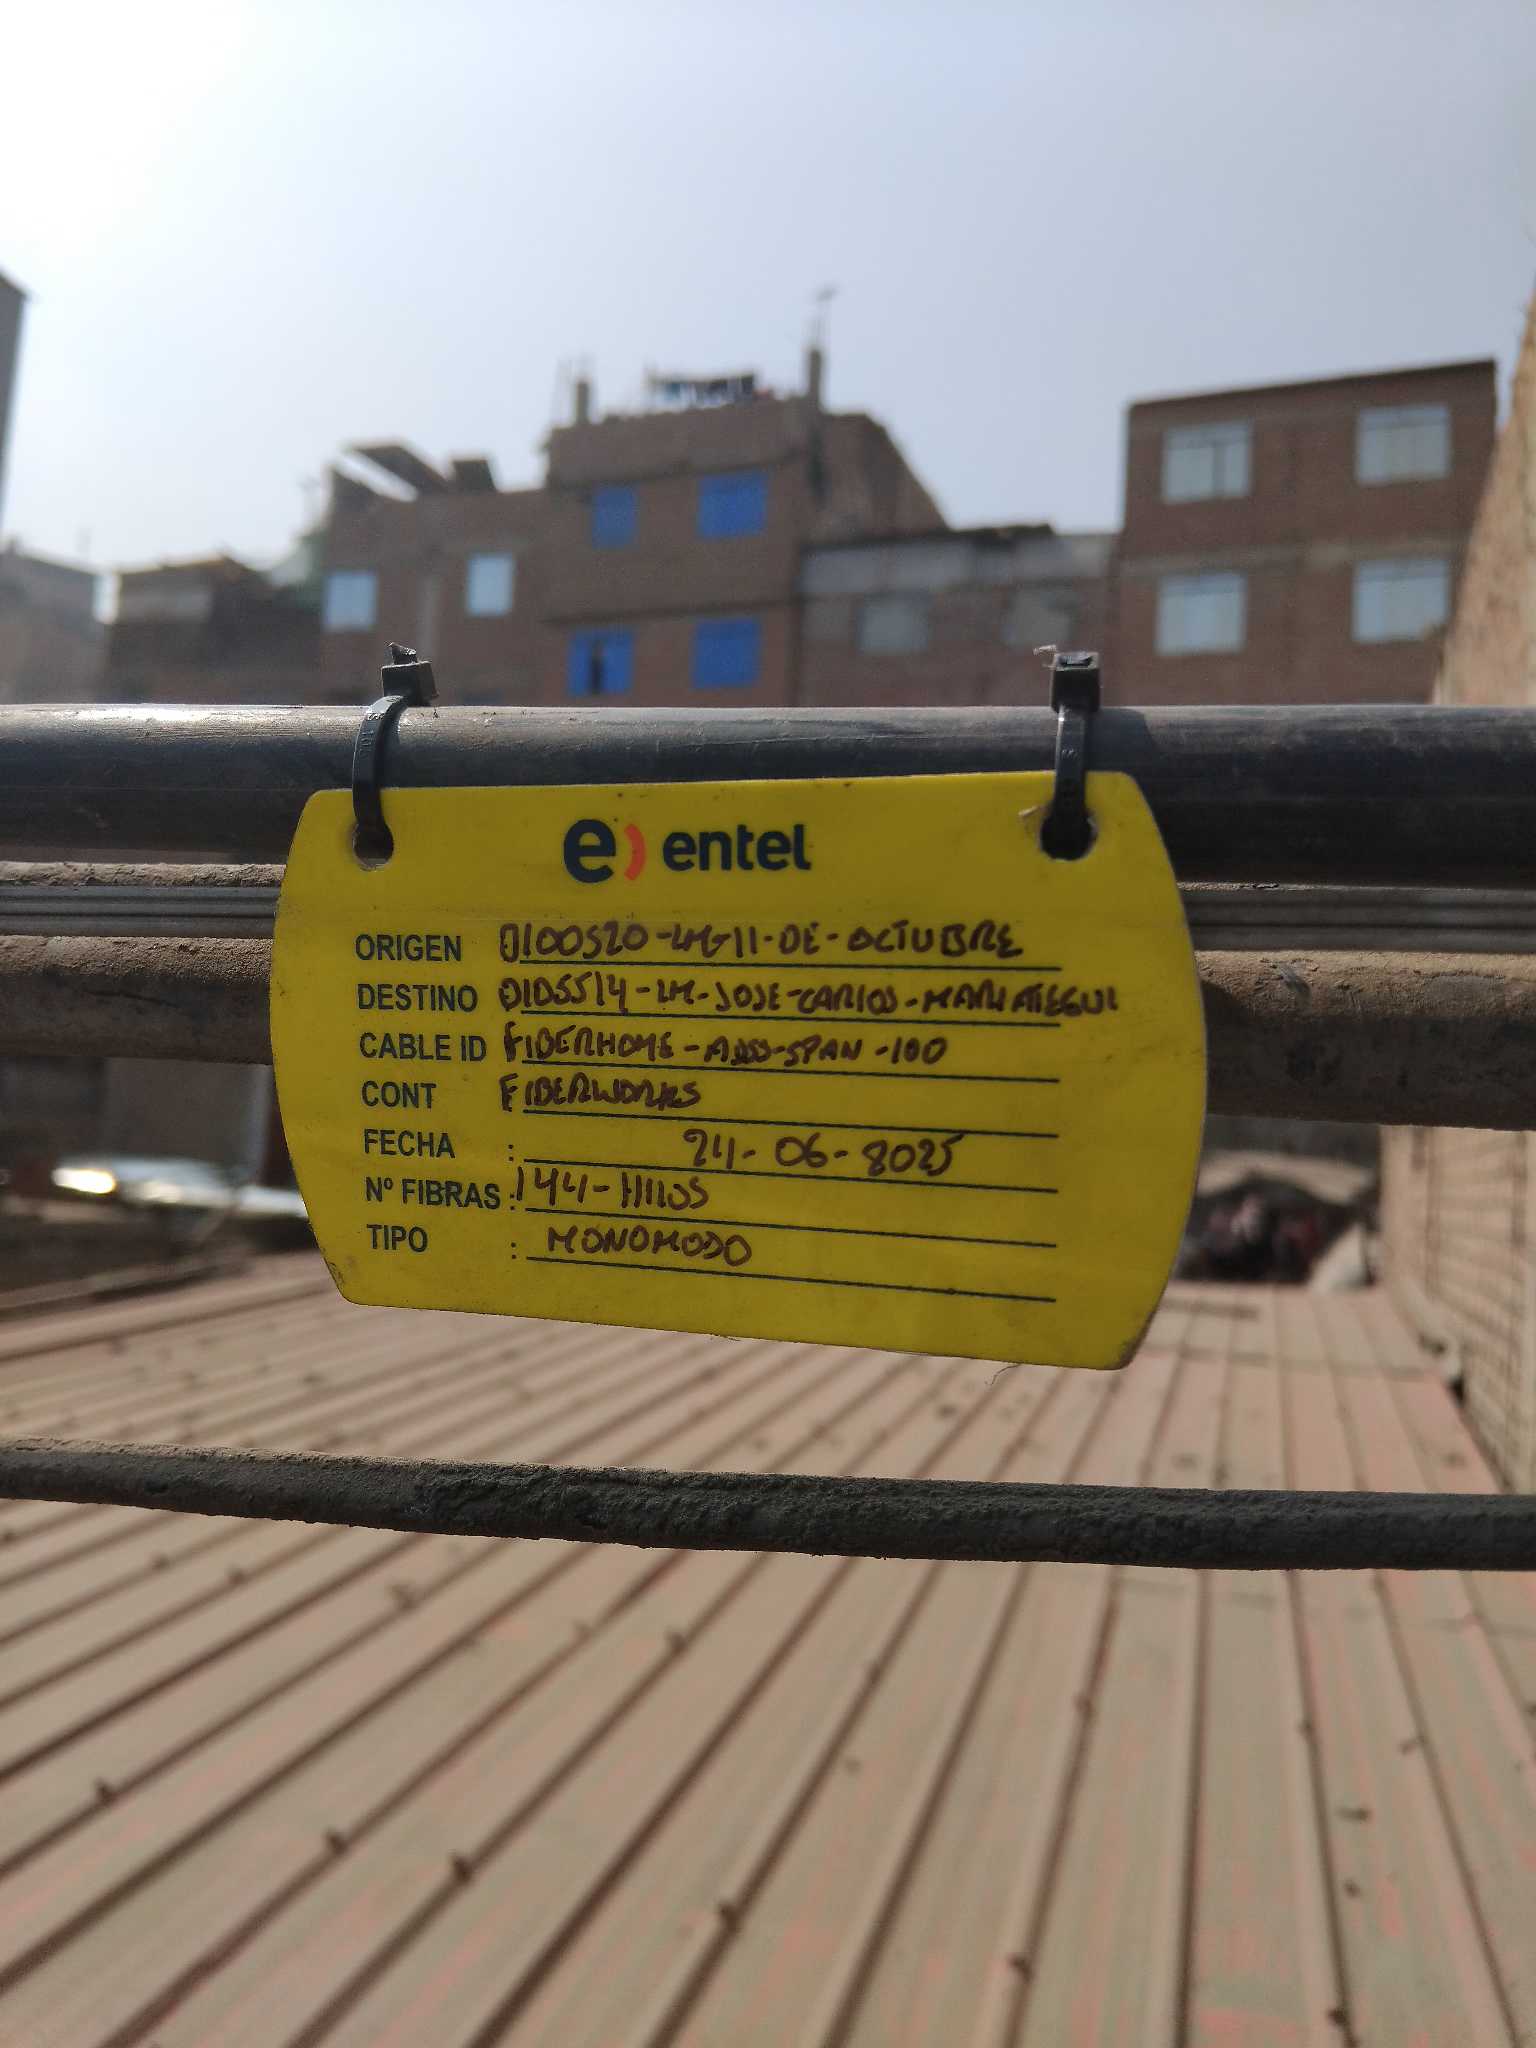 e) entel
ORIGEN 0100520-LM-11-DE-OCTUBRE
DESTINO 0105514-LM-JOSE-CARLOS-MARIATEGUI
CABLE ID FIBERHOME-ADSS-SPAN-100
CONT FIBERWORKS
FECHA : 24-06-2025
Nº FIBRAS : 144-HILOS
TIPO : MONOMODO